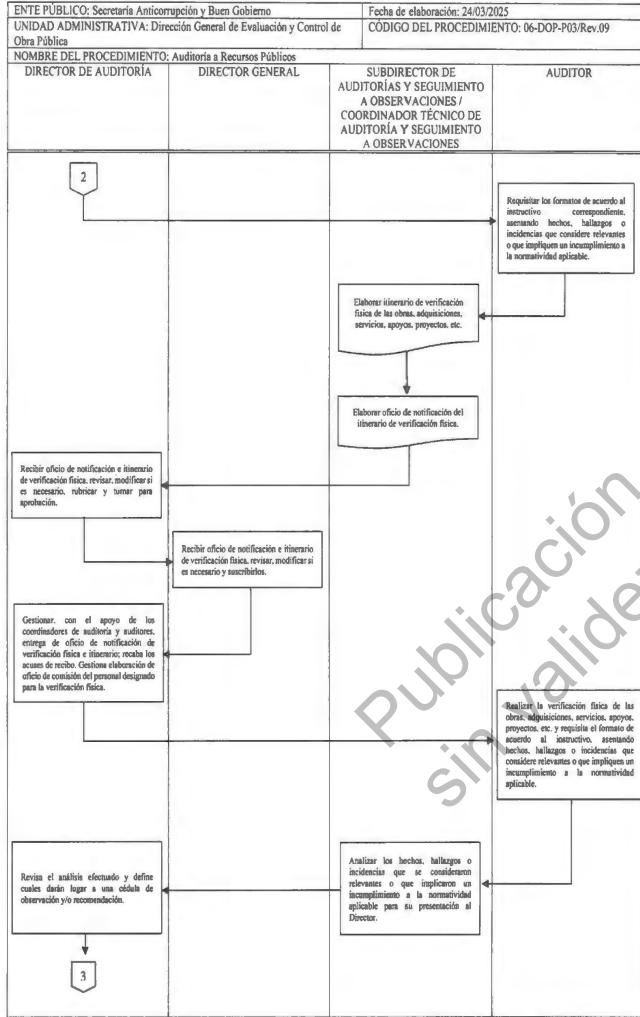 ENTE PÚBLICO: Secretaría Anticorrupción y Buen Gobierno
Fecha de elaboración: 24/03/2025
UNIDAD ADMINISTRATIVA: Dirección General de Evaluación y Control de
Obra Pública
CÓDIGO DEL PROCEDIMIENTO: 06-DOP-P03/Rev.09
NOMBRE DEL PROCEDIMIENTO: Auditoría a Recursos Públicos
DIRECTOR DE AUDITORÍA
DIRECTOR GENERAL
SUBDIRECTOR DE
AUDITORÍAS Y SEGUIMIENTO
A OBSERVACIONES /
COORDINADOR TÉCNICO DE
AUDITORÍA Y SEGUIMIENTO
A OBSERVACIONES
AUDITOR
2
Requisitar los formatos de acuerdo al
instructivo correspondiente,
asentando hechos, hallazgos o
incidencias que considere relevantes
o que impliquen un incumplimiento a
la normatividad aplicable.
Elaborar itinerario de verificación
física de las obras, adquisiciones,
servicios, apoyos, proyectos, etc.
Elaborar oficio de notificación del
itinerario de verificación física.
Recibir oficio de notificación e itinerario
de verificación física, revisar, modificar si
es necesario, rubricar y turnar para
aprobación.
Recibir oficio de notificación e itinerario
de verificación física, revisar, modificar si
es necesario y suscribirlos.
Gestionar, con el apoyo de los
coordinadores de auditoría y auditores,
entrega de oficio de notificación de
verificación física e itinerario; recaba los
acuses de recibo. Gestiona elaboración de
oficio de comisión del personal designado
para la verificación física.
Realizar la verificación física de las
obras, adquisiciones, servicios, apoyos,
proyectos, etc. y requisita el formato de
acuerdo al instructivo, asentando
hechos, hallazgos o incidencias que
considere relevantes o que impliquen un
incumplimiento a la normatividad
aplicable.
Analizar los hechos, hallazgos o
incidencias que se consideraron
relevantes o que implicaron un
incumplimiento a la normatividad
aplicable para su presentación al
Director.
Revisa el análisis efectuado y define
cuales darán lugar a una cédula de
observación y/o recomendación.
3
Publicación
sin